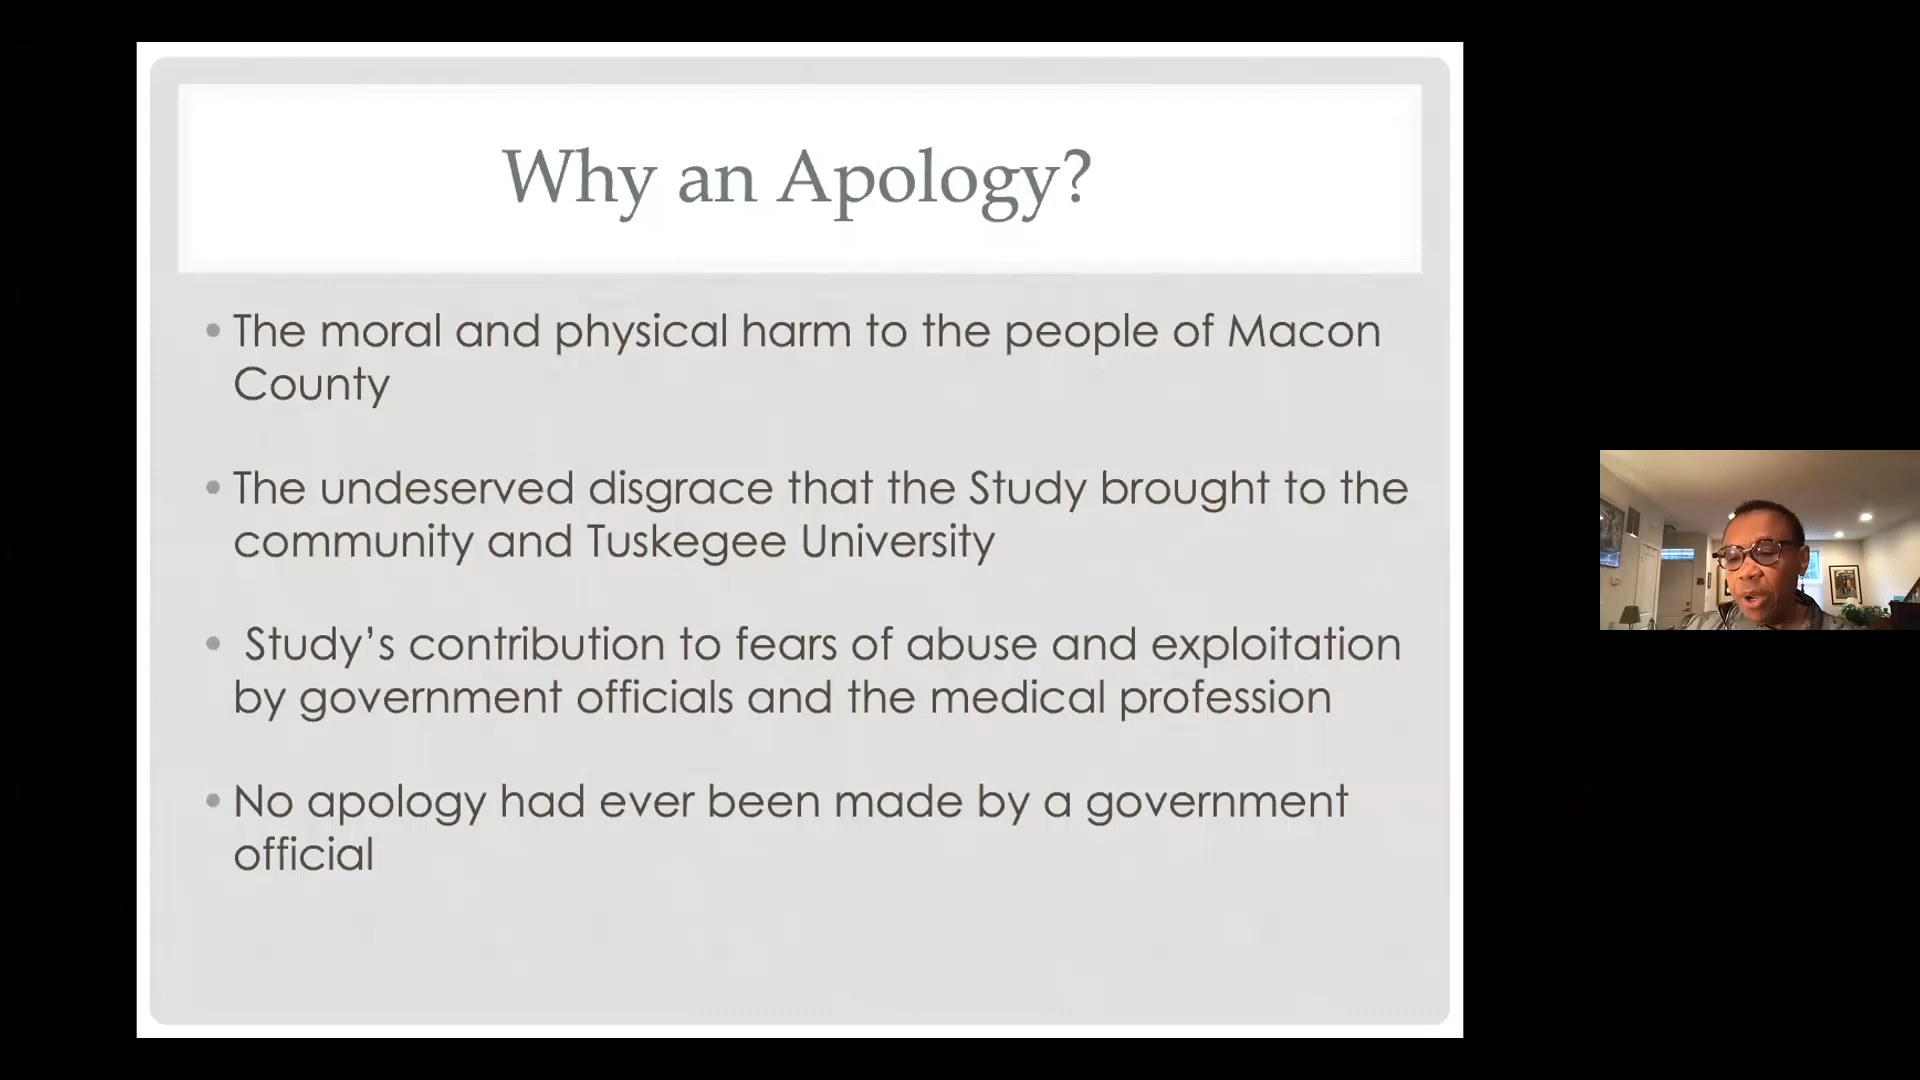 Why an Apology?
• The moral and physical harm to the people of Macon
County
• The undeserved disgrace that the Study brought to the
community and Tuskegee University
• Study’s contribution to fears of abuse and exploitation
by government officials and the medical profession
• No apology had ever been made by a government
official